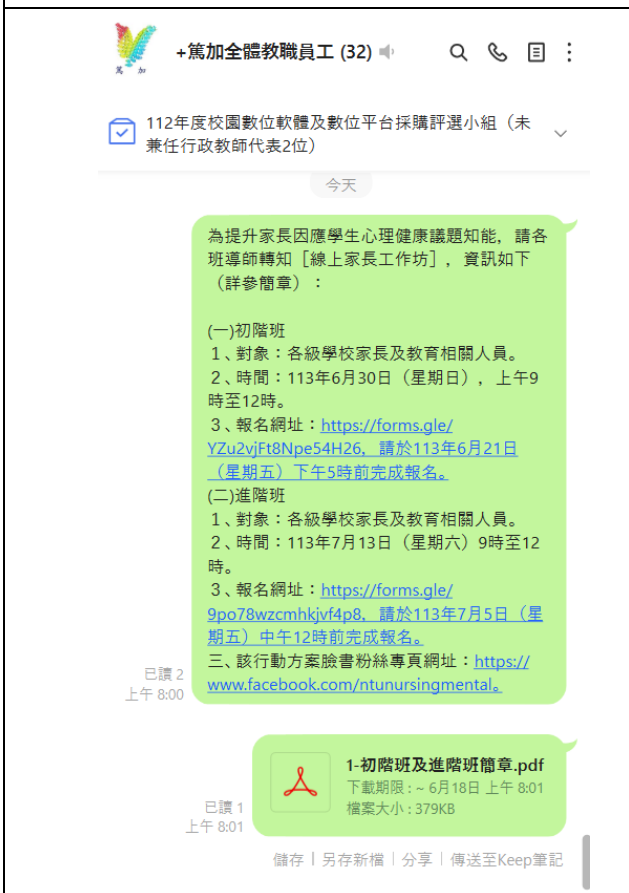 篤 加
+篤加全體教職員工 (32)
112年度校園數位軟體及數位平台採購評選小組（未
兼任行政教師代表2位）
今天
為提升家長因應學生心理健康議題知能，請各
班導師轉知［線上家長工作坊］，資訊如下
（詳參簡章）：
(一)初階班
１、對象：各級學校家長及教育相關人員。
２、時間：113年6月30日（星期日），上午9
時至12時。
３、報名網址：https://forms.gle/
YZu2vjFt8Npe54H26，請於113年6月21日
（星期五）下午5時前完成報名。
(二)進階班
１、對象：各級學校家長及教育相關人員。
２、時間：113年7月13日（星期六）9時至12
時。
３、報名網址：https://forms.gle/
9po78wzcmhkjvf4p8，請於113年7月5日（星
期五）中午12時前完成報名。
三、該行動方案臉書粉絲專頁網址：https://
www.facebook.com/ntunursingmental。
已讀 2
上午 8:00
1-初階班及進階班簡章.pdf
下載期限 : ~ 6月18日 上午 8:01
檔案大小 : 379KB
已讀 1
上午 8:01
儲存｜另存新檔｜分享｜傳送至Keep筆記